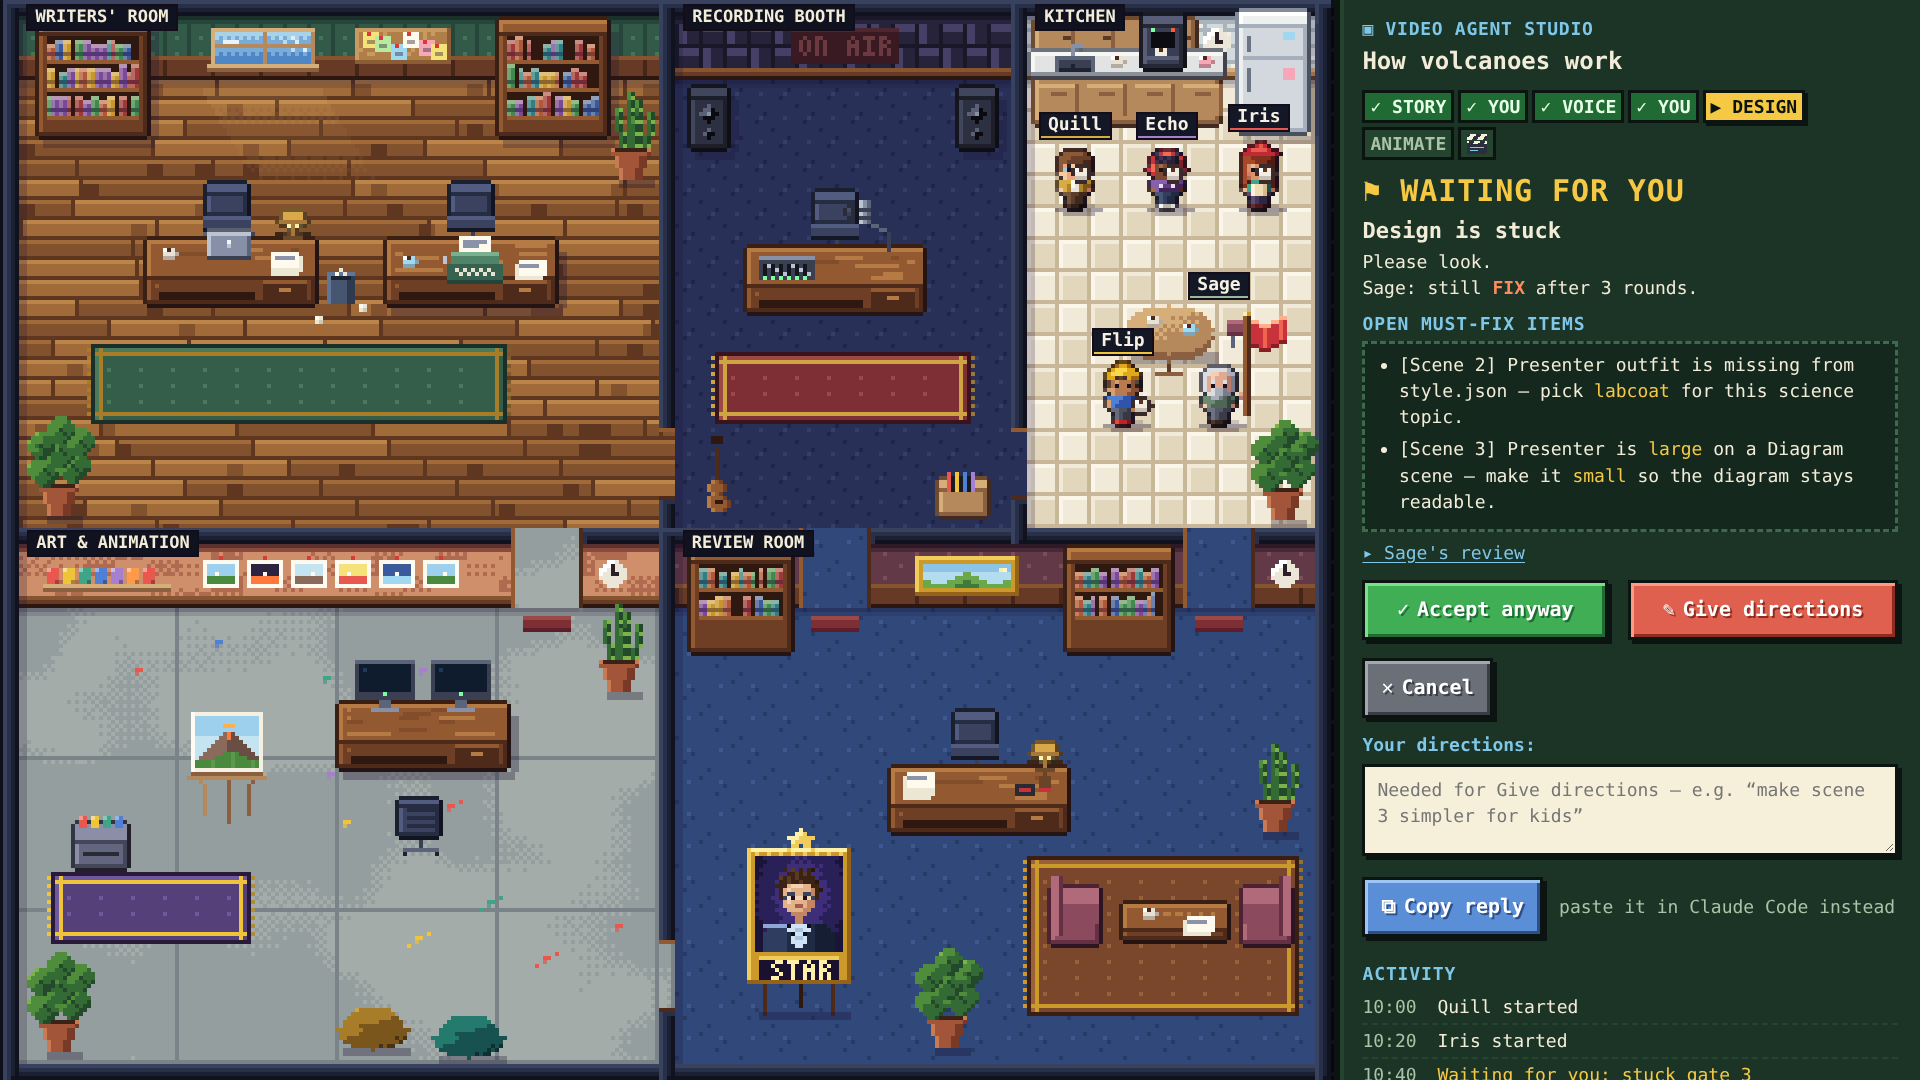 WRITERS' ROOM
RECORDING BOOTH
ON AIR
KITCHEN
Quill
Echo
Iris
Sage
Flip
ART & ANIMATION
REVIEW ROOM
STAR
▣ VIDEO AGENT STUDIO
How volcanoes work
✓ STORY
✓ YOU
✓ VOICE
✓ YOU
▶ DESIGN
ANIMATE
⚑ WAITING FOR YOU
Design is stuck
Please look.
Sage: still FIX after 3 rounds.
OPEN MUST-FIX ITEMS
• [Scene 2] Presenter outfit is missing from
style.json — pick labcoat for this science
topic.
• [Scene 3] Presenter is large on a Diagram
scene — make it small so the diagram stays
readable.
▸ Sage's review
✓ Accept anyway
✎ Give directions
✕ Cancel
Your directions:
Needed for Give directions — e.g. “make scene
3 simpler for kids”
⧉ Copy reply
paste it in Claude Code instead
ACTIVITY
10:00 Quill started
10:20 Iris started
10:40 Waiting for you: stuck gate 3